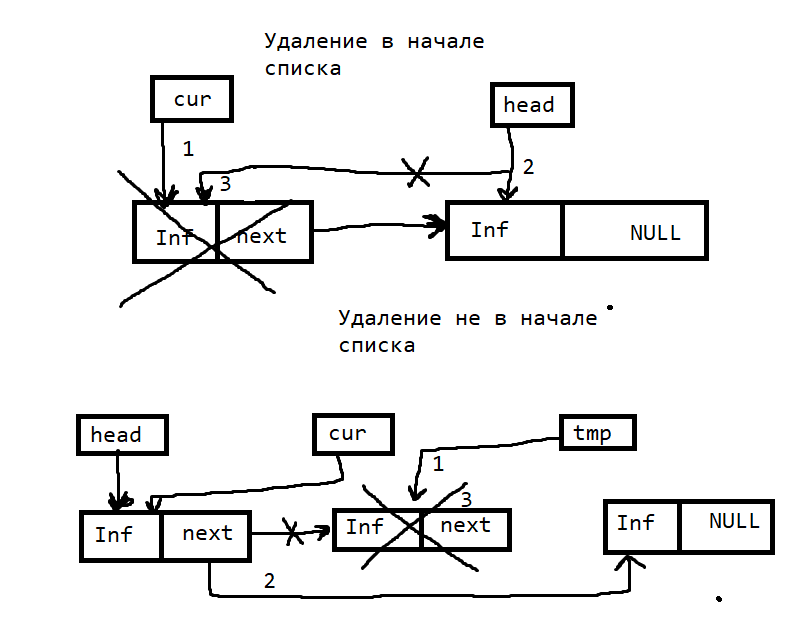 Удаление в начале
списка
cur
head
1
2
3
Inf
next
Inf
NULL
Удаление не в начале
списка
head
cur
tmp
1
3
Inf
next
Inf
next
Inf
NULL
2